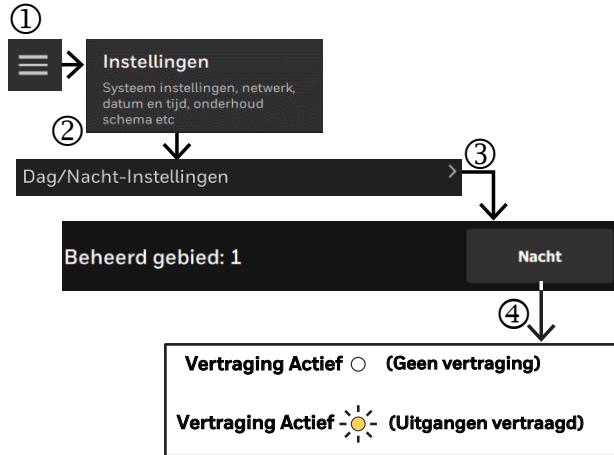 ①
Instellingen
Systeem instellingen, netwerk,
datum en tijd, onderhoud
schema etc
②
Dag/Nacht-Instellingen
③
Beheerd gebied: 1 Nacht
④
Vertraging Actief (Geen vertraging)
Vertraging Actief (Uitgangen vertraagd)